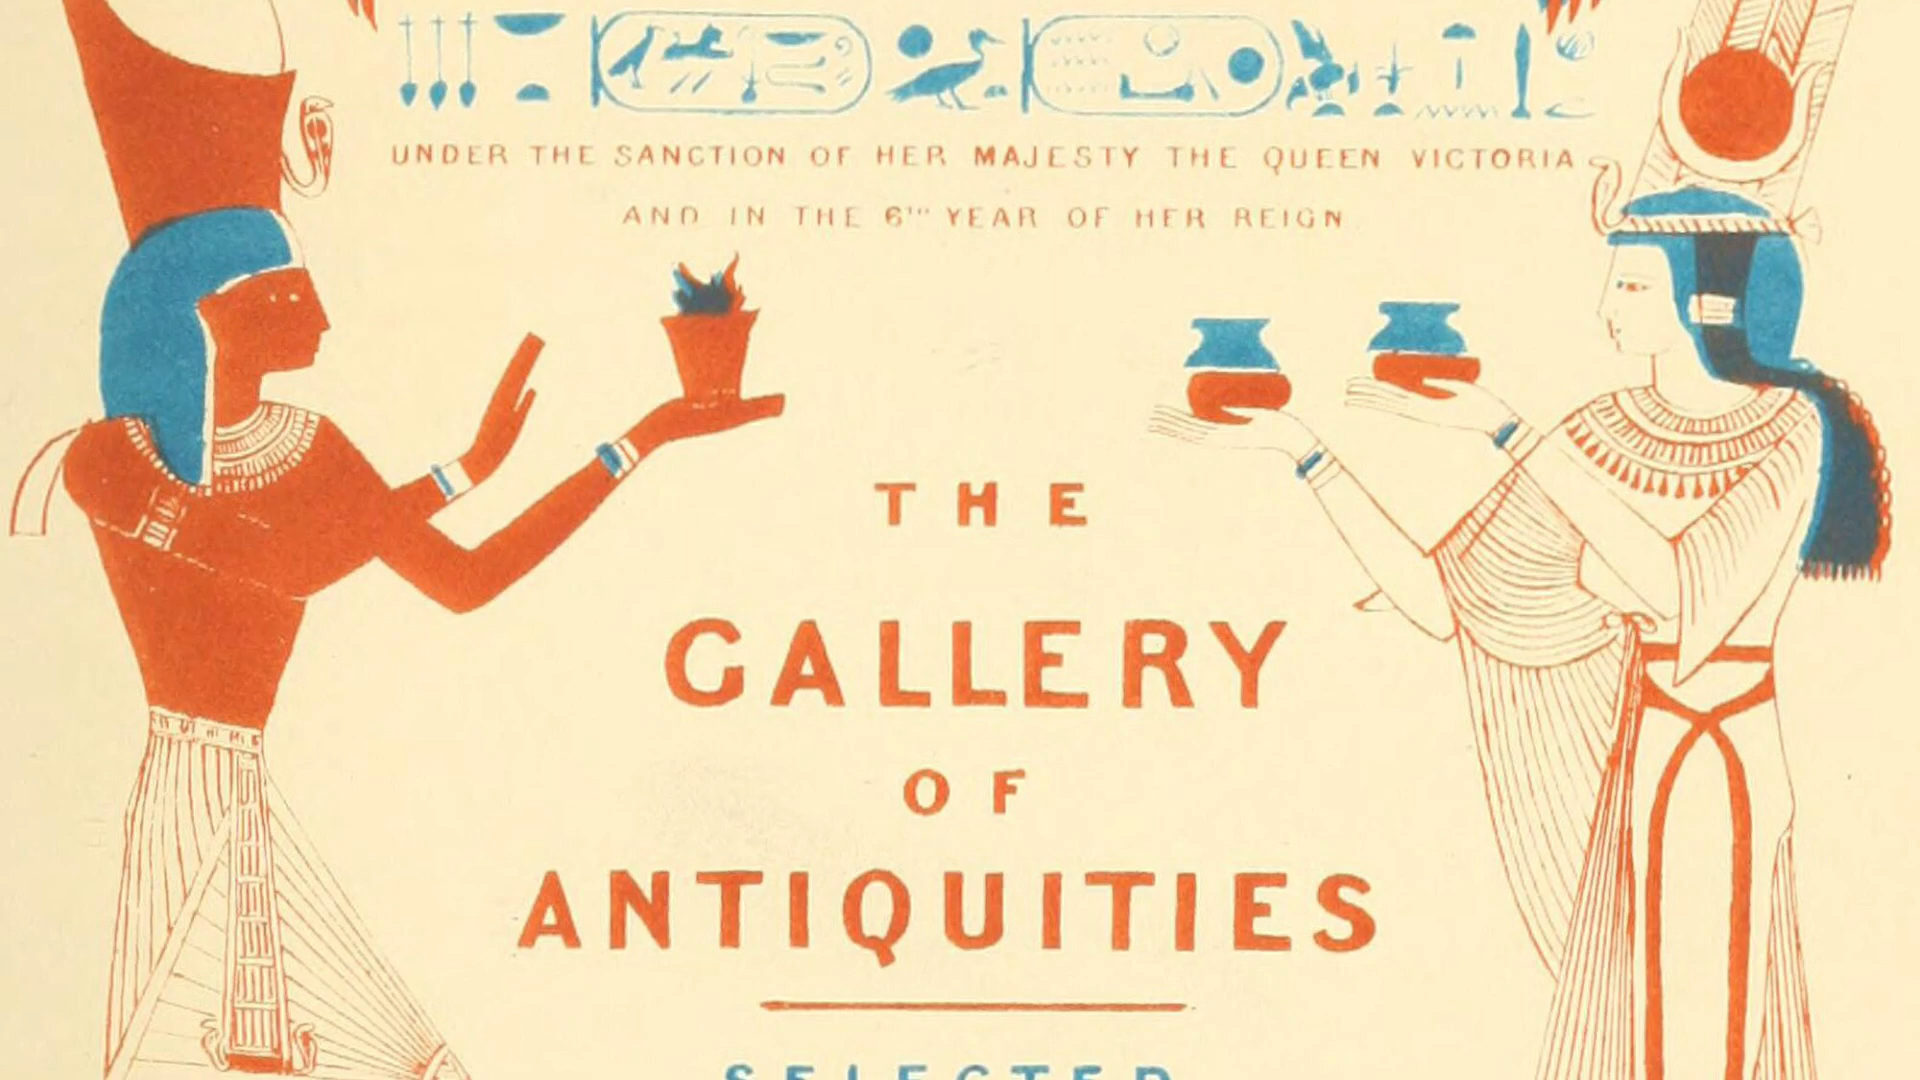 UNDER THE SANCTION OF HER MAJESTY THE QUEEN VICTORIA
AND IN THE 6TH YEAR OF HER REIGN
THE
GALLERY
OF
ANTIQUITIES
SELECTED